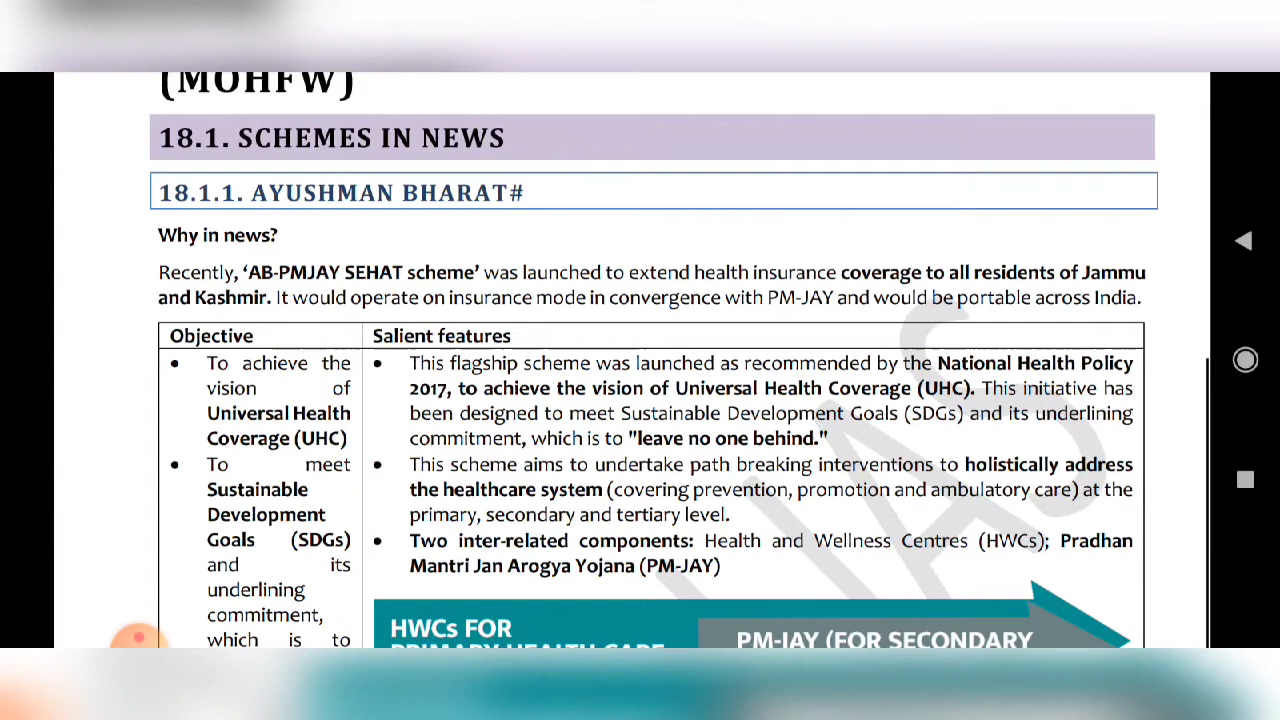 (MOHFW)
18.1. SCHEMES IN NEWS
18.1.1. AYUSHMAN BHARAT#
Why in news?
Recently, ‘AB-PMJAY SEHAT scheme’ was launched to extend health insurance coverage to all residents of Jammu
and Kashmir. It would operate on insurance mode in convergence with PM-JAY and would be portable across India.
Objective
• To achieve the
vision of
Universal Health
Coverage (UHC)
• To meet
Sustainable
Development
Goals (SDGs)
and its
underlining
commitment,
which is to
Salient features
• This flagship scheme was launched as recommended by the National Health Policy
2017, to achieve the vision of Universal Health Coverage (UHC). This initiative has
been designed to meet Sustainable Development Goals (SDGs) and its underlining
commitment, which is to "leave no one behind."
• This scheme aims to undertake path breaking interventions to holistically address
the healthcare system (covering prevention, promotion and ambulatory care) at the
primary, secondary and tertiary level.
• Two inter-related components: Health and Wellness Centres (HWCs); Pradhan
Mantri Jan Arogya Yojana (PM-JAY)
HWCs FOR
PRIMARY HEALTH CARE
PM-JAY (FOR SECONDARY
IAS